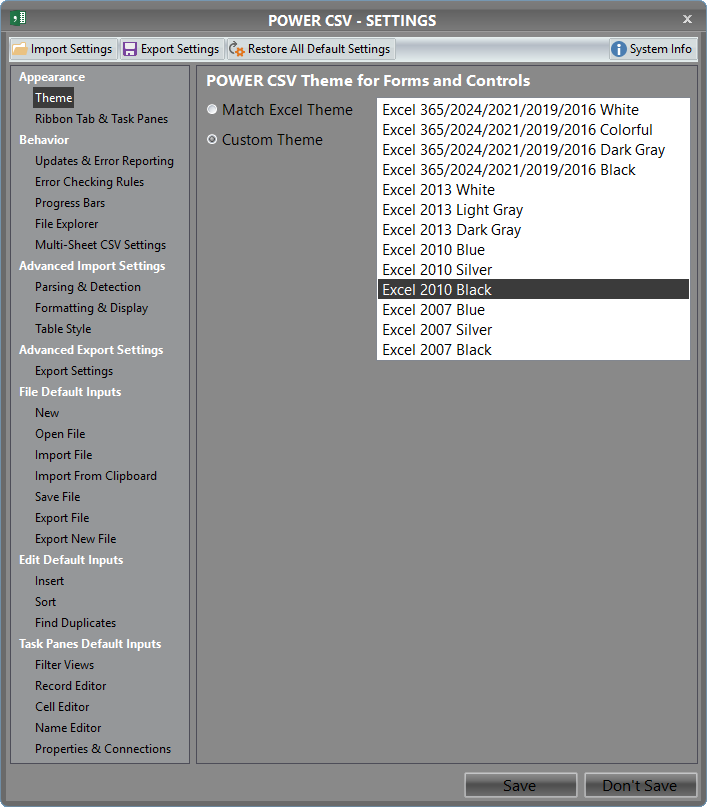 POWER CSV - SETTINGS
Import Settings
Export Settings
Restore All Default Settings
System Info
Appearance
Theme
Ribbon Tab & Task Panes
Behavior
Updates & Error Reporting
Error Checking Rules
Progress Bars
File Explorer
Multi-Sheet CSV Settings
Advanced Import Settings
Parsing & Detection
Formatting & Display
Table Style
Advanced Export Settings
Export Settings
File Default Inputs
New
Open File
Import File
Import From Clipboard
Save File
Export File
Export New File
Edit Default Inputs
Insert
Sort
Find Duplicates
Task Panes Default Inputs
Filter Views
Record Editor
Cell Editor
Name Editor
Properties & Connections
POWER CSV Theme for Forms and Controls
Match Excel Theme
Custom Theme
Excel 365/2024/2021/2019/2016 White
Excel 365/2024/2021/2019/2016 Colorful
Excel 365/2024/2021/2019/2016 Dark Gray
Excel 365/2024/2021/2019/2016 Black
Excel 2013 White
Excel 2013 Light Gray
Excel 2013 Dark Gray
Excel 2010 Blue
Excel 2010 Silver
Excel 2010 Black
Excel 2007 Blue
Excel 2007 Silver
Excel 2007 Black
Save
Don't Save